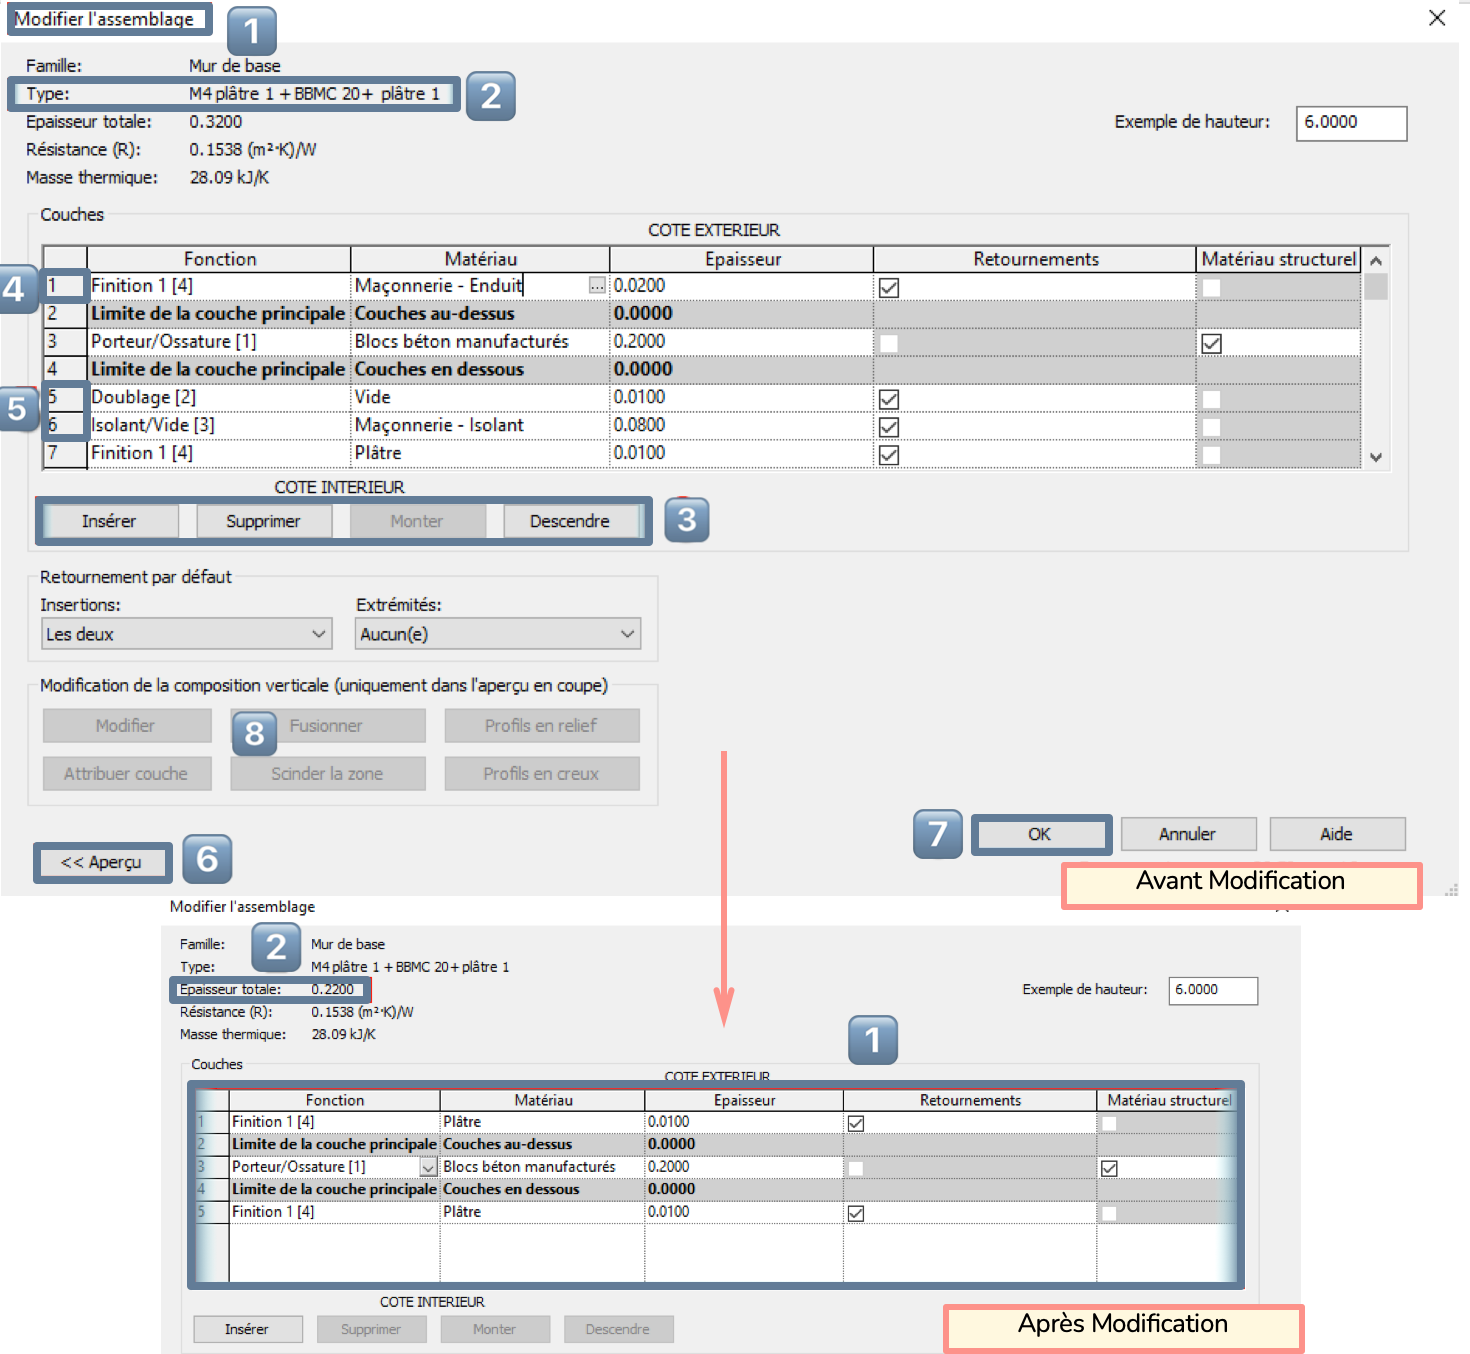 Modifier l'assemblage
1
Famille: Mur de base
Type: M4 plâtre 1 +BBMC 20+ plâtre 1
2
Epaisseur totale: 0.3200
Exemple de hauteur: 6.0000
Résistance (R): 0.1538 (m²·K)/W
Masse thermique: 28.09 kJ/K
Couches
COTE EXTERIEUR
Fonction Matériau Epaisseur Retournements Matériau structurel
4
1 Finition 1 [4] Maçonnerie - Enduit ... 0.0200
2 Limite de la couche principale Couches au-dessus 0.0000
3 Porteur/Ossature [1] Blocs béton manufacturés 0.2000
4 Limite de la couche principale Couches en dessous 0.0000
5
5 Doublage [2] Vide 0.0100
6 Isolant/Vide [3] Maçonnerie - Isolant 0.0800
7 Finition 1 [4] Plâtre 0.0100
COTE INTERIEUR
Insérer Supprimer Monter Descendre
3
Retournement par défaut
Insertions: Extrémités:
Les deux Aucun(e)
Modification de la composition verticale (uniquement dans l'aperçu en coupe)
Modifier Fusionner Profils en relief
8
Attribuer couche Scinder la zone Profils en creux
7
OK Annuler Aide
<< Aperçu
6
Avant Modification
Modifier l'assemblage
Famille: Mur de base
2
Type: M4 plâtre 1 +BBMC 20+ plâtre 1
Epaisseur totale: 0.2200
Exemple de hauteur: 6.0000
Résistance (R): 0.1538 (m²·K)/W
Masse thermique: 28.09 kJ/K
1
Couches
COTE EXTERIEUR
Fonction Matériau Epaisseur Retournements Matériau structurel
1 Finition 1 [4] Plâtre 0.0100
2 Limite de la couche principale Couches au-dessus 0.0000
3 Porteur/Ossature [1] Blocs béton manufacturés 0.2000
4 Limite de la couche principale Couches en dessous 0.0000
5 Finition 1 [4] Plâtre 0.0100
COTE INTERIEUR
Insérer Supprimer Monter Descendre
Après Modification